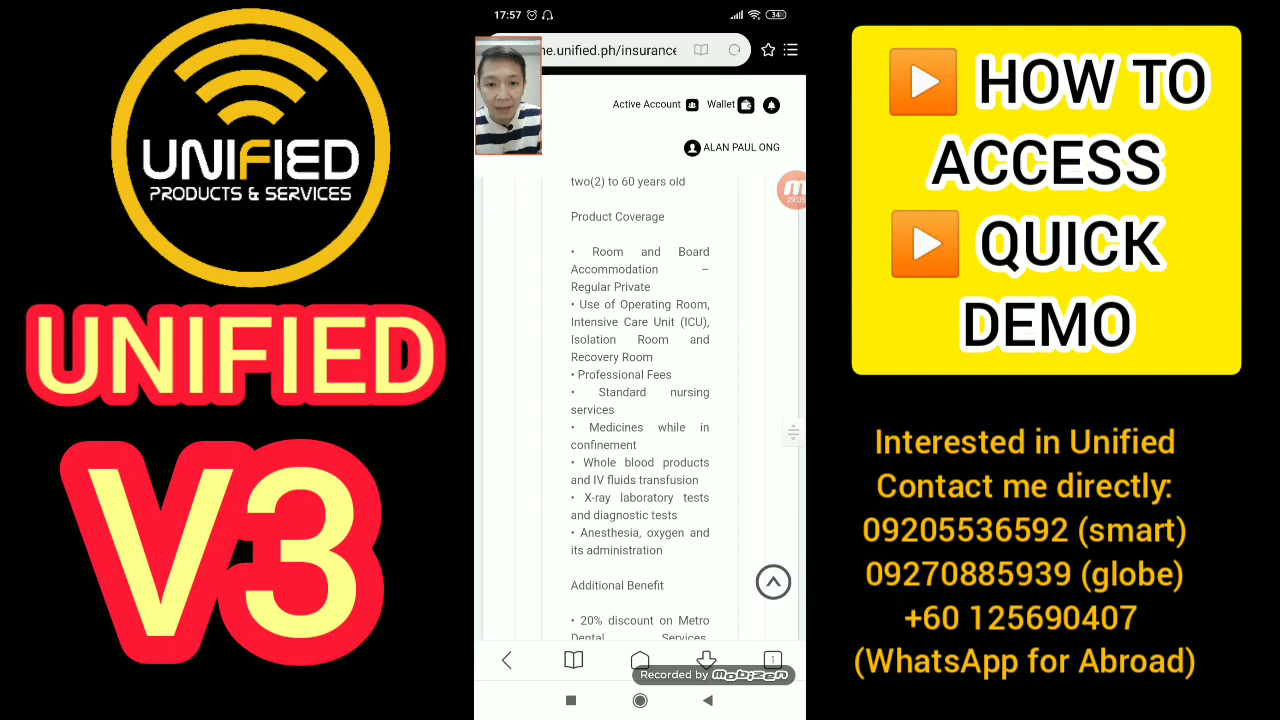 UNIFIED
PRODUCTS & SERVICES
UNIFIED
V3
17:57
34
ne.unified.ph/insurance
Active Account
Wallet
ALAN PAUL ONG
two(2) to 60 years old
Product Coverage
• Room and Board
Accommodation –
Regular Private
• Use of Operating Room,
Intensive Care Unit (ICU),
Isolation Room and
Recovery Room
• Professional Fees
• Standard nursing
services
• Medicines while in
confinement
• Whole blood products
and IV fluids transfusion
• X-ray laboratory tests
and diagnostic tests
• Anesthesia, oxygen and
its administration
Additional Benefit
• 20% discount on Metro
Dental Services,
29:05
1
Recorded by mobizen
HOW TO
ACCESS
QUICK
DEMO
Interested in Unified
Contact me directly:
09205536592 (smart)
09270885939 (globe)
+60 125690407
(WhatsApp for Abroad)